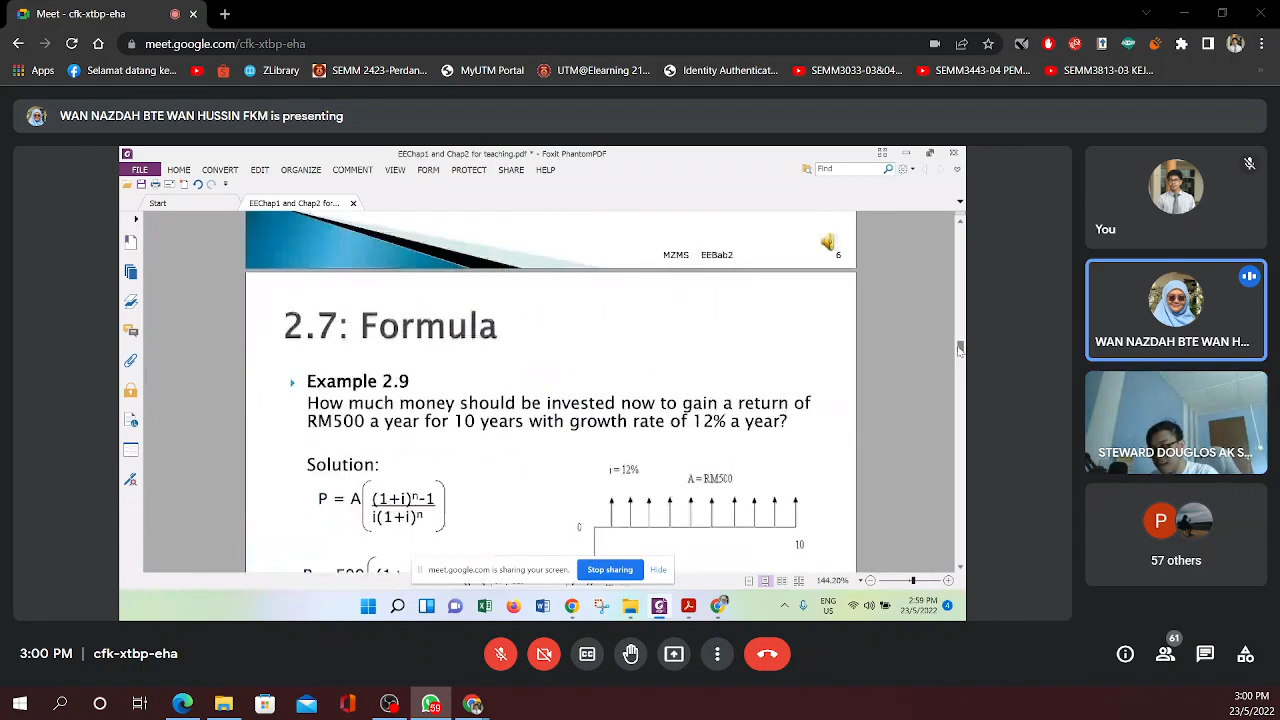 Meet - cfk-xtbp-eha
meet.google.com/cfk-xtbp-eha
Apps
Selamat datang ke...
ZLibrary
SEMM 2423-Perdan...
MyUTM Portal
UTM@Elearning 21...
Identity Authenticat...
SEMM3033-03&04...
SEMM3443-04 PEM...
SEMM3813-03 KEJ...
WAN NAZDAH BTE WAN HUSSIN FKM is presenting
EEChap1 and Chap2 for teaching.pdf * - Foxit PhantomPDF
FILE HOME CONVERT EDIT ORGANIZE COMMENT VIEW FORM PROTECT SHARE HELP
Find
Start
EEChap1 and Chap2 for...
MZMS EEBab2 6
2.7: Formula
Example 2.9
How much money should be invested now to gain a return of
RM500 a year for 10 years with growth rate of 12% a year?
Solution:
P = A (1+i)ⁿ-1
i(1+i)ⁿ
i = 12%
A = RM500
0
10
meet.google.com is sharing your screen.
Stop sharing
Hide
144.20%
ENG
US
2:59 PM
23/5/2022
4
You
WAN NAZDAH BTE WAN H...
STEWARD DOUGLOS AK S...
P
57 others
3:00 PM | cfk-xtbp-eha
61
59
3:00 PM
23/5/2022